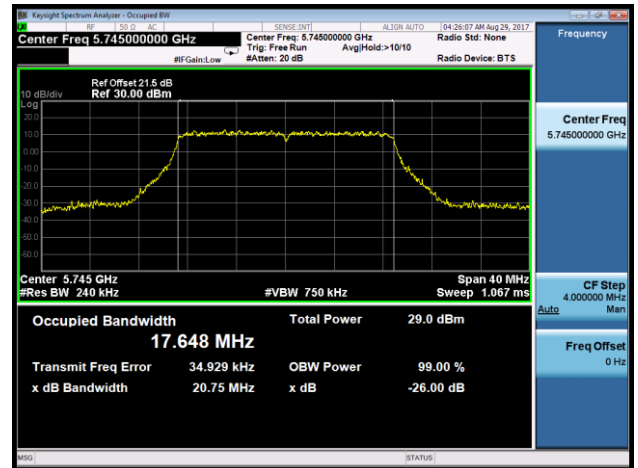 Keysight Spectrum Analyzer - Occupied BW
RF 50 Ω AC SENSE:INT ALIGN AUTO 04:26:07 AM Aug 29, 2017
Center Freq 5.745000000 GHz
Center Freq: 5.745000000 GHz
Radio Std: None
Trig: Free Run Avg|Hold:>10/10
#IFGain:Low
#Atten: 20 dB
Radio Device: BTS
Ref Offset 21.5 dB
10 dB/div Ref 30.00 dBm
Log
20.0
10.0
0.00
-10.0
-20.0
-30.0
-40.0
-50.0
-60.0
Center 5.745 GHz
Span 40 MHz
#Res BW 240 kHz
#VBW 750 kHz
Sweep 1.067 ms
Occupied Bandwidth
Total Power 29.0 dBm
17.648 MHz
Transmit Freq Error 34.929 kHz
OBW Power 99.00 %
x dB Bandwidth 20.75 MHz
x dB -26.00 dB
MSG
STATUS
Frequency
Center Freq
5.745000000 GHz
CF Step
4.000000 MHz
Auto Man
Freq Offset
0 Hz